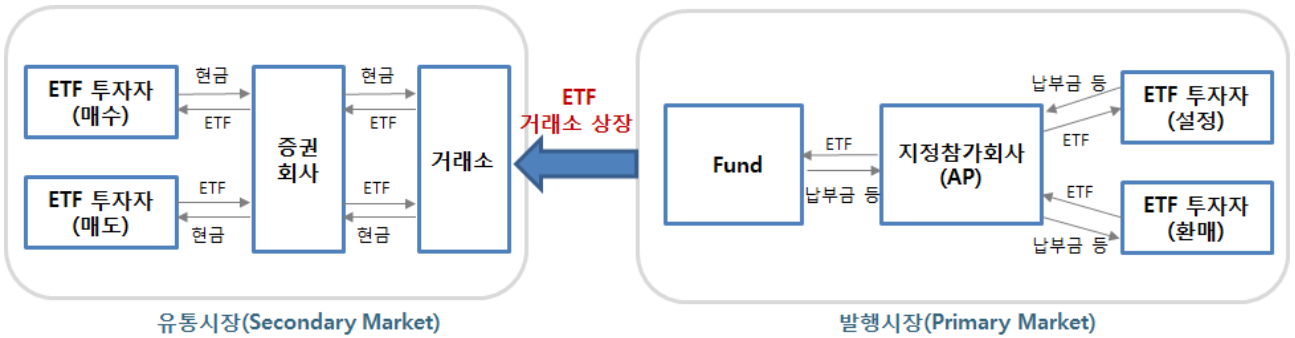 ETF 투자자
(매수)
현금
ETF
ETF 투자자
(매도)
ETF
현금
증권
회사
현금
ETF
ETF
현금
거래소
유통시장(Secondary Market)
ETF
거래소 상장
Fund
ETF
납부금 등
지정참가회사
(AP)
납부금 등
ETF
ETF 투자자
(설정)
ETF
납부금 등
ETF 투자자
(환매)
발행시장(Primary Market)